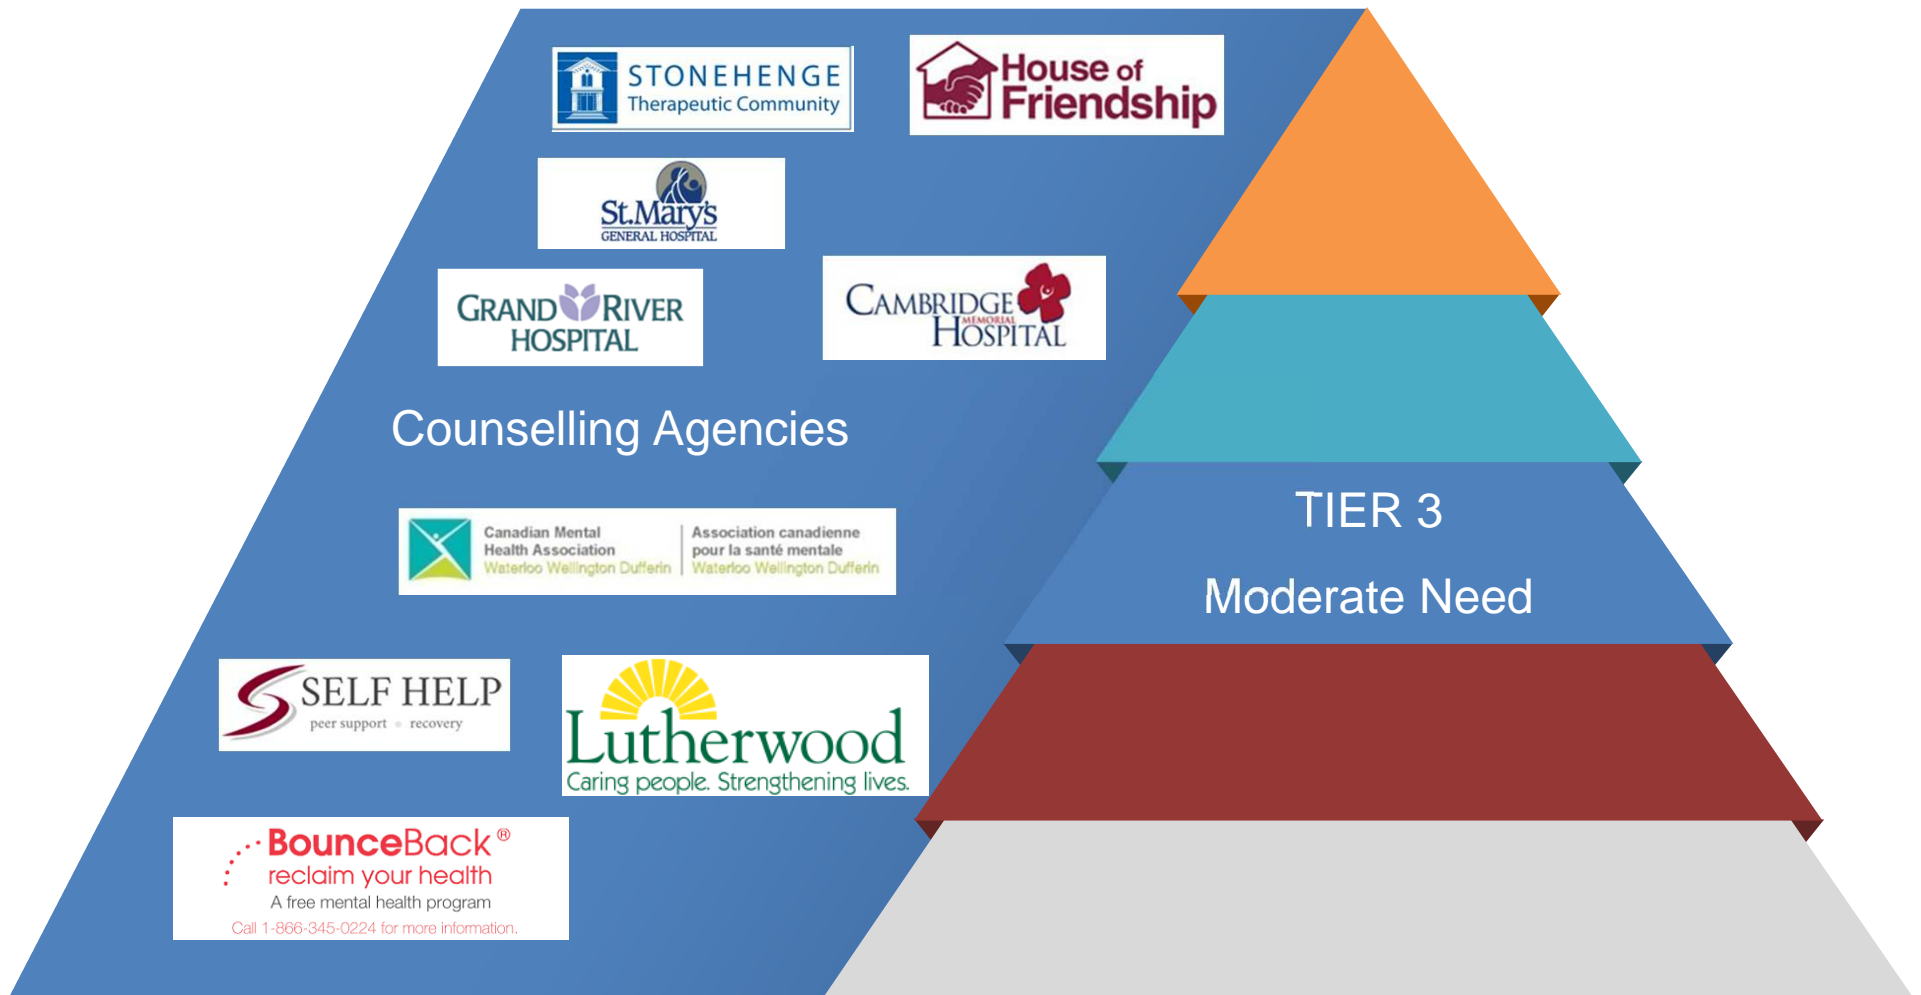 STONEHENGE
Therapeutic Community
House of
Friendship
St.Mary's
GENERAL HOSPITAL
GRAND RIVER
HOSPITAL
CAMBRIDGE
MEMORIAL
HOSPITAL
Counselling Agencies
Canadian Mental
Health Association
Waterloo Wellington Dufferin
Association canadienne
pour la santé mentale
Waterloo Wellington Dufferin
SELF HELP
peer support • recovery
Lutherwood
Caring people. Strengthening lives.
BounceBack®
reclaim your health
A free mental health program
Call 1-866-345-0224 for more information.
TIER 3
Moderate Need